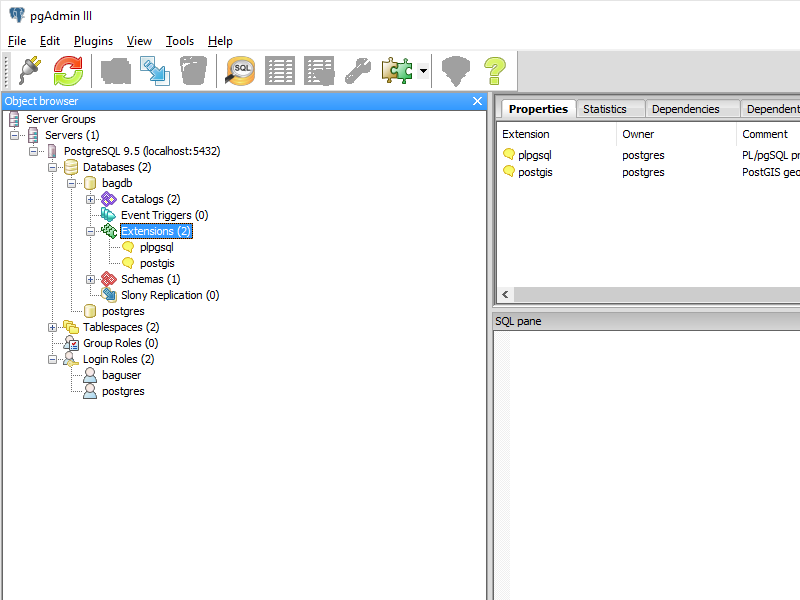 pgAdmin III
File Edit Plugins View Tools Help
SQL
Object browser
Server Groups
Servers (1)
PostgreSQL 9.5 (localhost:5432)
Databases (2)
bagdb
Catalogs (2)
Event Triggers (0)
Extensions (2)
plpgsql
postgis
Schemas (1)
Slony Replication (0)
postgres
Tablespaces (2)
Group Roles (0)
Login Roles (2)
baguser
postgres
Properties Statistics Dependencies Dependent
Extension Owner Comment
plpgsql postgres PL/pgSQL pr
postgis postgres PostGIS geo
SQL pane